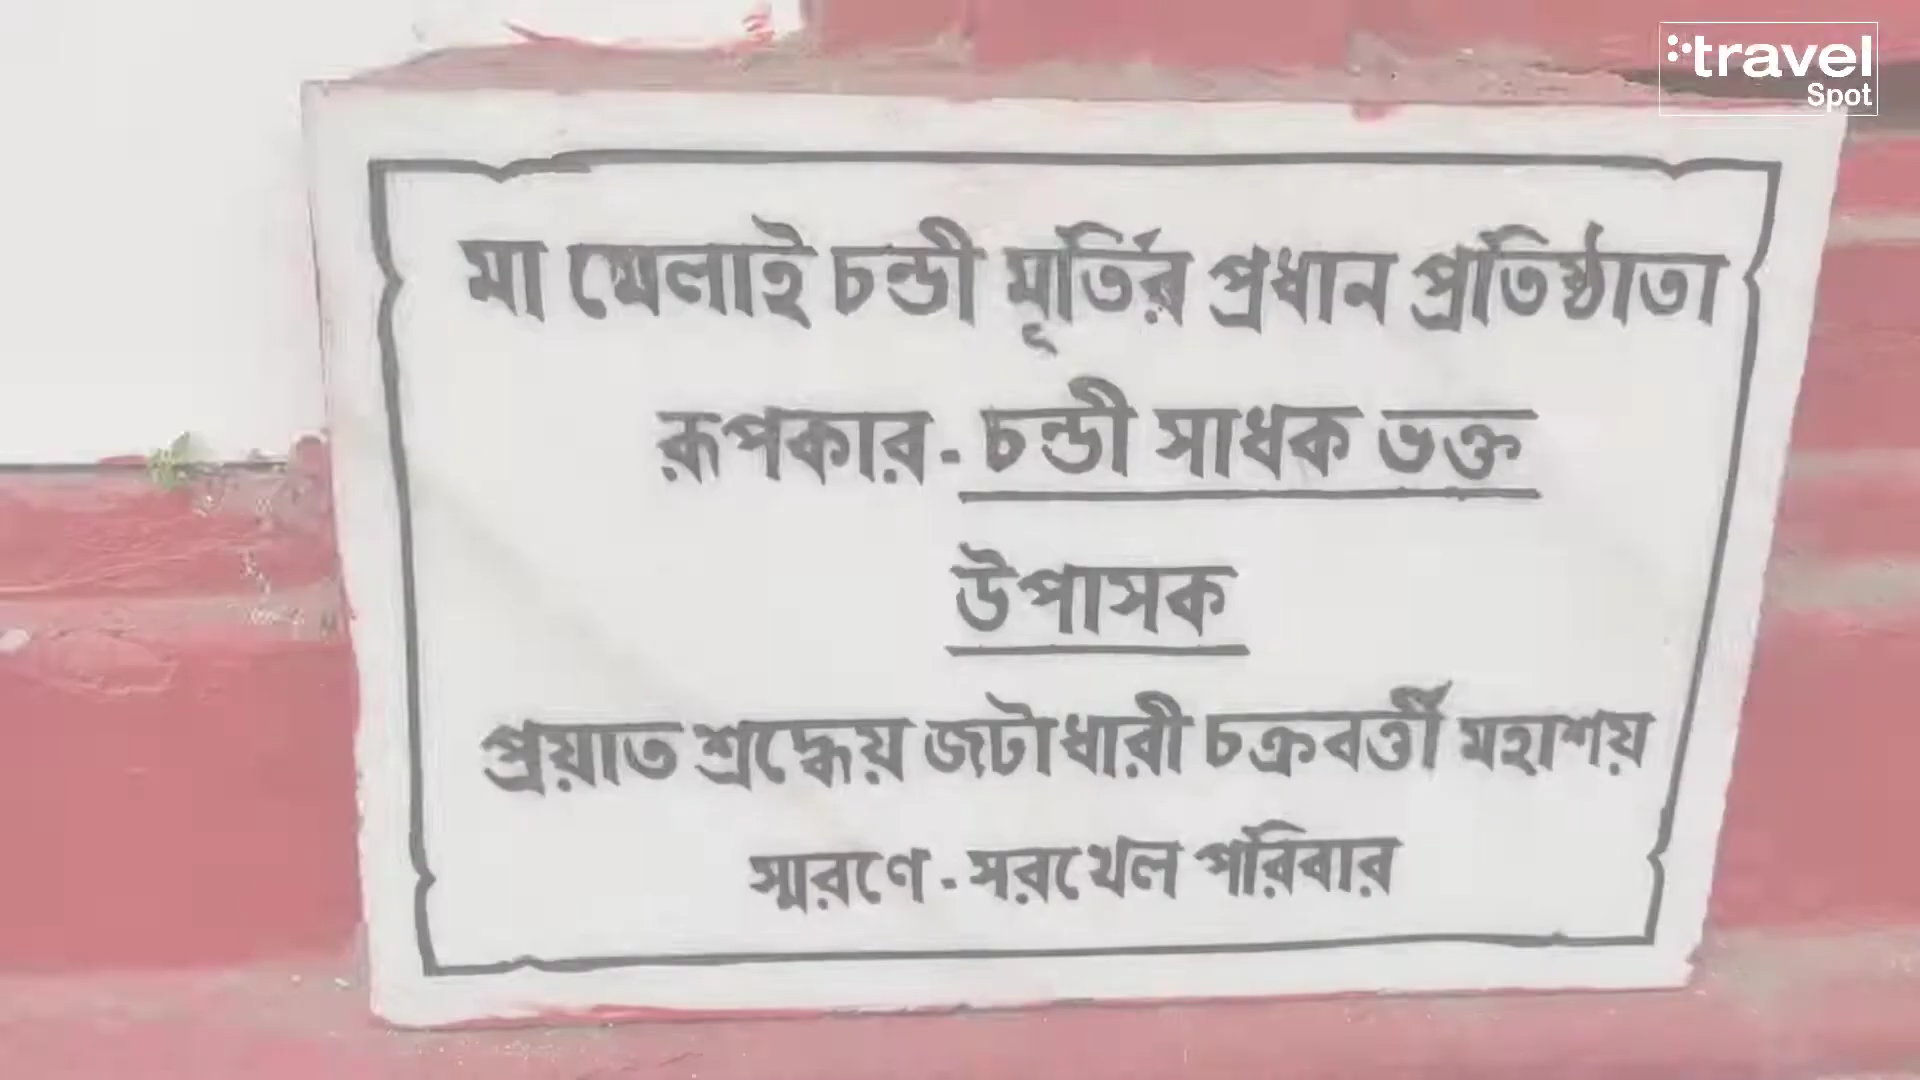 travel
Spot
মা মেলাই চন্ডী মূর্তির প্রধান প্রতিষ্ঠাতা
রূপকার- চন্ডী সাধক ভক্ত
উপাসক
প্রয়াত শ্রদ্ধেয় জটাধারী চক্রবর্ত্তী মহাশয়
স্মরণে- সরখেল পরিবার